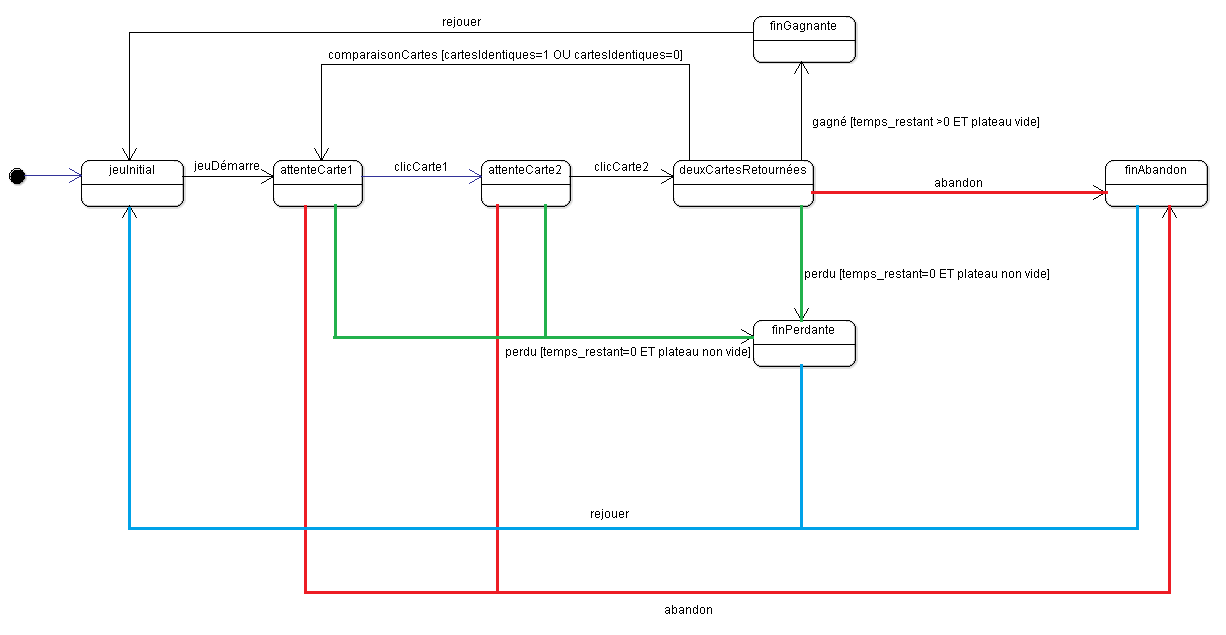 rejouer
finGagnante
comparaisonCartes [cartesIdentiques=1 OU cartesIdentiques=0]
gagné [temps_restant >0 ET plateau vide]
jeuInitial
jeuDémarre
attenteCarte1
clicCarte1
attenteCarte2
clicCarte2
deuxCartesRetournées
abandon
finAbandon
perdu [temps_restant=0 ET plateau non vide]
finPerdante
perdu [temps_restant=0 ET plateau non vide]
rejouer
abandon